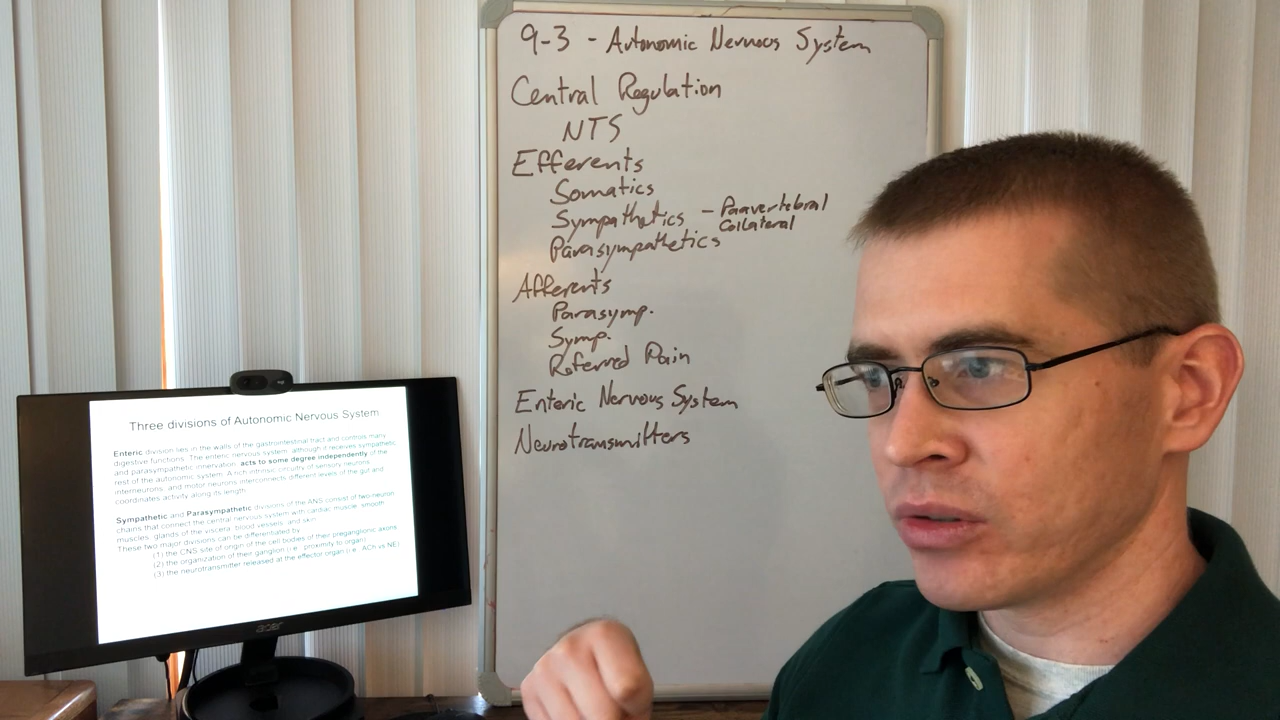 9-3 - Autonomic Nervous System
Central Regulation
NTS
Efferents
Somatics
Sympathetics - Paavertebral
Collateral
Parasympathetics
Afferents
Parasymp.
Symp.
Referred Pain
Enteric Nervous System
Neurotransmitters
Three divisions of Autonomic Nervous System
Enteric division lies in the walls of the gastrointestinal tract and controls many
digestive functions. The enteric nervous system, although it receives sympathetic
and parasympathetic innervation, acts to some degree independently of the
rest of the autonomic system. A rich intrinsic circuitry of sensory neurons
interneurons, and motor neurons interconnects different levels of the gut and
coordinates activity along its length.
Sympathetic and Parasympathetic divisions of the ANS consist of two-neuron
chains that connect the central nervous system with cardiac muscle, smooth
muscles, glands of the viscera, blood vessels, and skin.
These two major divisions can be differentiated by
(1) the CNS site of origin of the cell bodies of their preganglionic axons
(2) the organization of their ganglion (i.e. proximity to organ)
(3) the neurotransmitter released at the effector organ (i.e. ACh vs NE)
acer